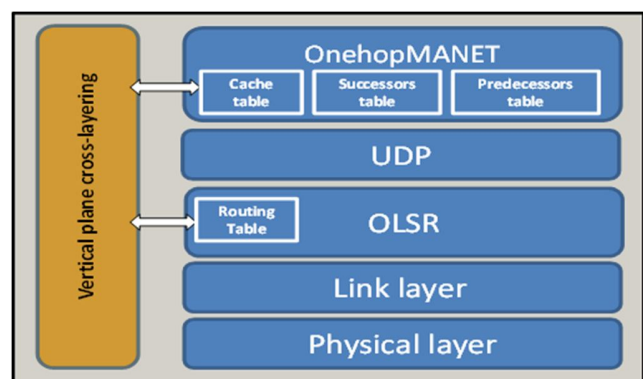 Vertical plane cross-layering
OnehopMANET
Cache
table
Successors
table
Predecessors
table
UDP
Routing
Table
OLSR
Link layer
Physical layer